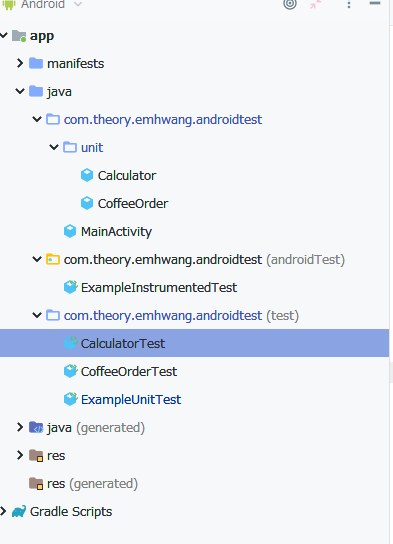 Android
app
manifests
java
com.theory.emhwang.androidtest
unit
Calculator
CoffeeOrder
MainActivity
com.theory.emhwang.androidtest (androidTest)
ExampleInstrumentedTest
com.theory.emhwang.androidtest (test)
CalculatorTest
CoffeeOrderTest
ExampleUnitTest
java (generated)
res
res (generated)
Gradle Scripts